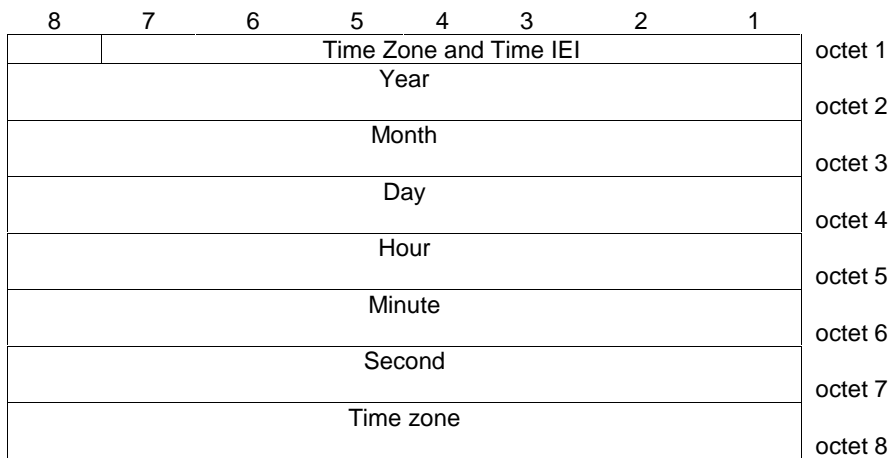 8 7 6 5 4 3 2 1
Time Zone and Time IEI octet 1
Year
octet 2
Month
octet 3
Day
octet 4
Hour
octet 5
Minute
octet 6
Second
octet 7
Time zone
octet 8